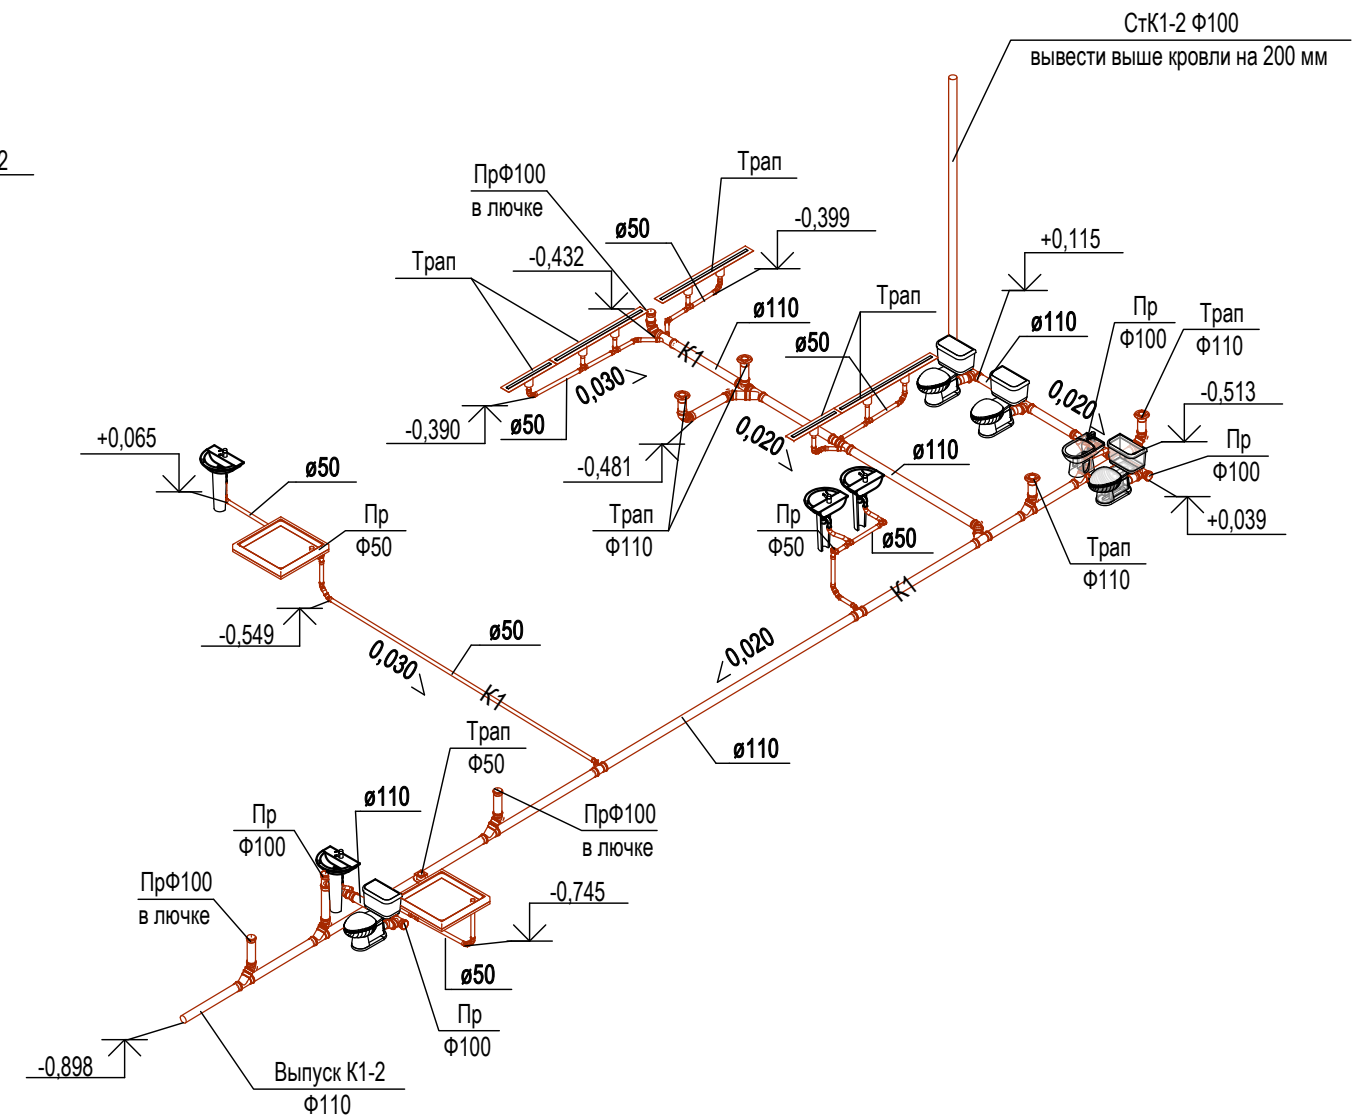 СтК1-2 Ф100
вывести выше кровли на 200 мм
2
ПрФ100
в лючке
Трап
ø50
-0,399
+0,115
-0,432
Трап
Трап
ø110
ø50
К1
ø110
Пр
Ф100
Трап
Ф110
0,030
0,020
-0,513
-0,390
ø50
+0,065
ø50
0,020
-0,481
ø110
Пр
Ф100
Пр
Ф50
Трап
Ф110
Пр
Ф50
ø50
+0,039
Трап
Ф110
К1
-0,549
ø50
0,030
К1
0,020
Трап
Ф50
ø110
ø110
Пр
Ф100
ПрФ100
в лючке
ПрФ100
в лючке
-0,745
ø50
Пр
Ф100
-0,898
Выпуск К1-2
Ф110